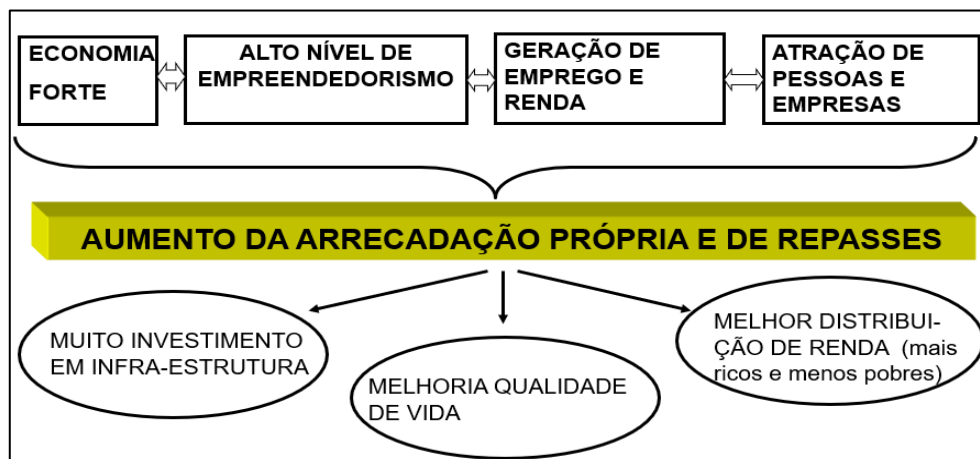 ECONOMIA
FORTE
ALTO NÍVEL DE
EMPREENDEDORISMO
GERAÇÃO DE
EMPREGO E
RENDA
ATRAÇÃO DE
PESSOAS E
EMPRESAS
AUMENTO DA ARRECADAÇÃO PRÓPRIA E DE REPASSES
MUITO INVESTIMENTO
EM INFRA-ESTRUTURA
MELHORIA QUALIDADE
DE VIDA
MELHOR DISTRIBUI-
ÇÃO DE RENDA (mais
ricos e menos pobres)